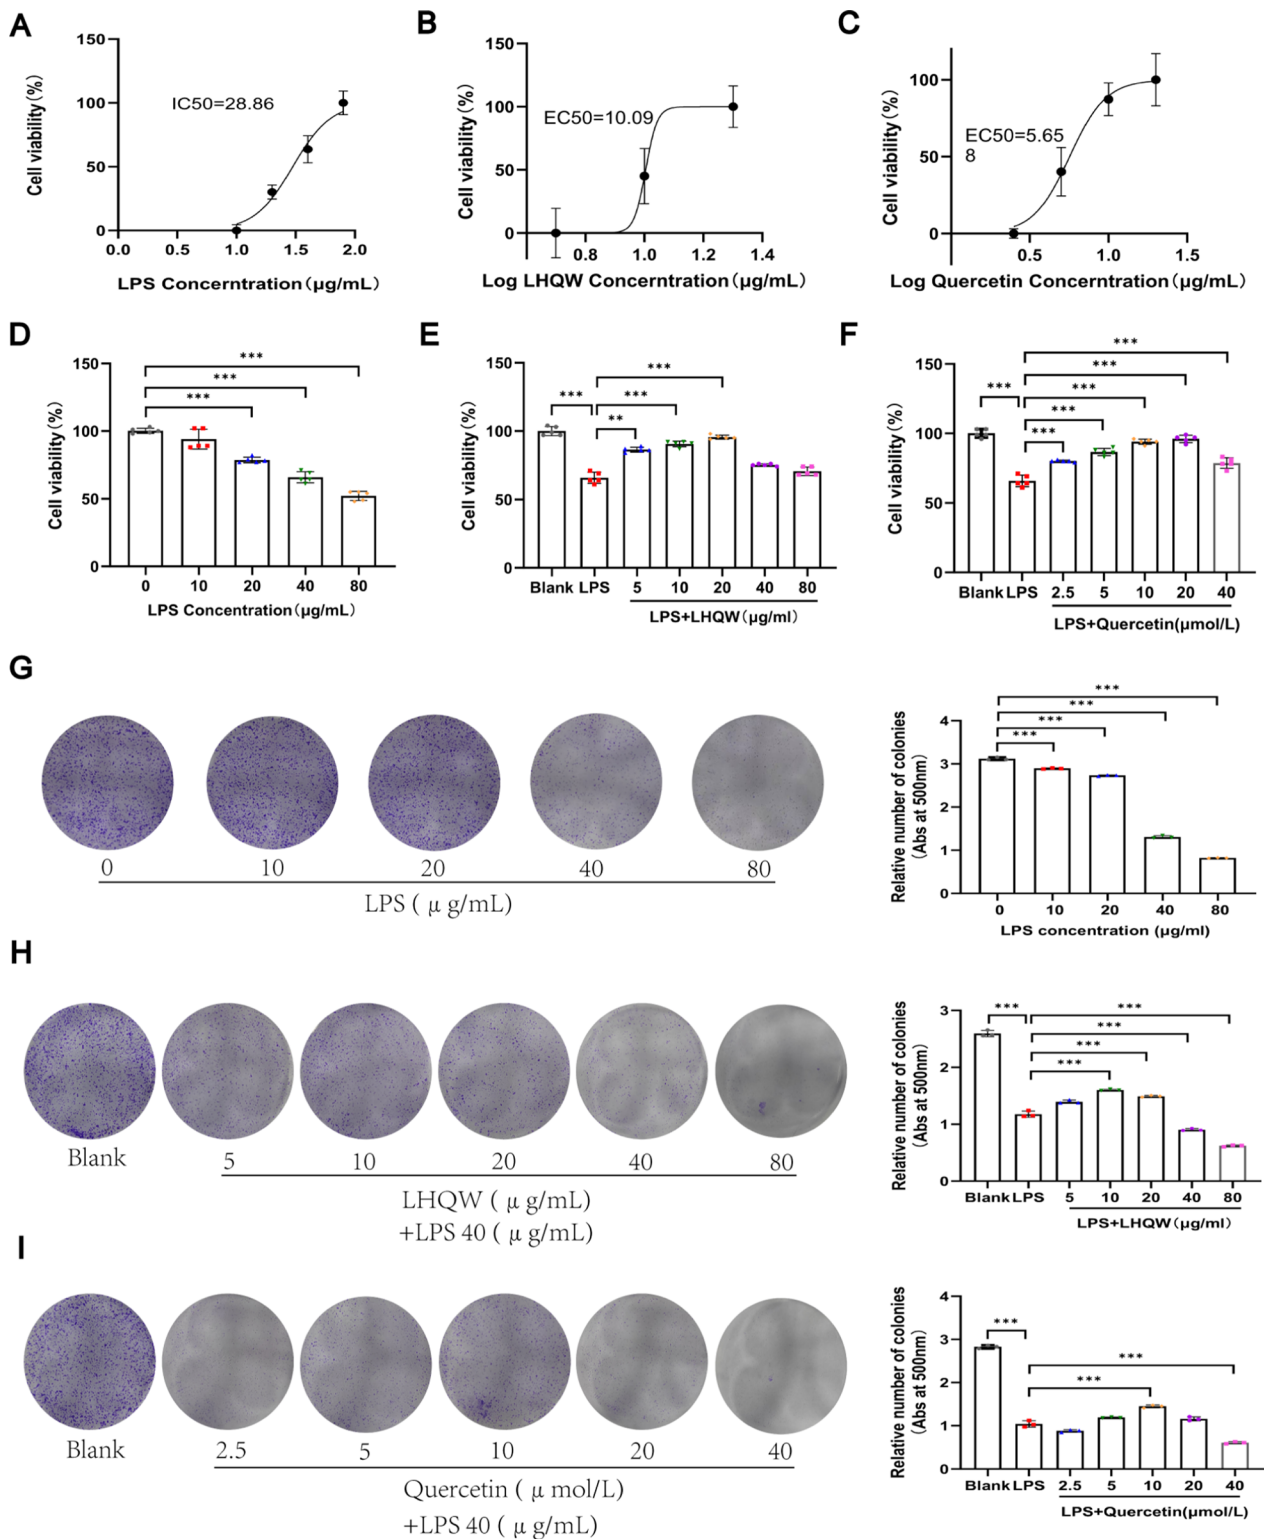 A
Cell viability(%)
150
100
50
0
IC50=28.86
0.0 0.5 1.0 1.5 2.0
LPS Concerntration(μg/mL)
B
Cell viability(%)
150
100
50
0
EC50=10.09
0.8 1.0 1.2 1.4
Log LHQW Concerntration(μg/mL)
C
Cell viability(%)
100
50
0
EC50=5.65
8
0.5 1.0 1.5
Log Quercetin Concerntration(μg/mL)
D
Cell viability(%)
150
100
50
0
***
***
***
0 10 20 40 80
LPS Concentration(μg/mL)
E
Cell viability(%)
150
100
50
0
***
***
***
**
Blank LPS 5 10 20 40 80
LPS+LHQW(μg/ml)
F
Cell viability(%)
150
100
50
0
***
***
***
***
***
***
Blank LPS 2.5 5 10 20 40
LPS+Quercetin(μmol/L)
G
0 10 20 40 80
LPS ( μ g/mL)
Relative number of colonies
(Abs at 500nm)
4
3
2
1
0
***
***
***
***
0 10 20 40 80
LPS concentration (μg/ml)
H
Blank 5 10 20 40 80
LHQW ( μ g/mL)
+LPS 40 ( μ g/mL)
Relative number of colonies
(Abs at 500nm)
3
2
1
0
*** ***
***
***
***
Blank LPS 5 10 20 40 80
LPS+LHQW(μg/ml)
I
Blank 2.5 5 10 20 40
Quercetin ( μ mol/L)
+LPS 40 ( μ g/mL)
Relative number of colonies
(Abs at 500nm)
4
3
2
1
0
***
***
***
Blank LPS 2.5 5 10 20 40
LPS+Quercetin(μmol/L)